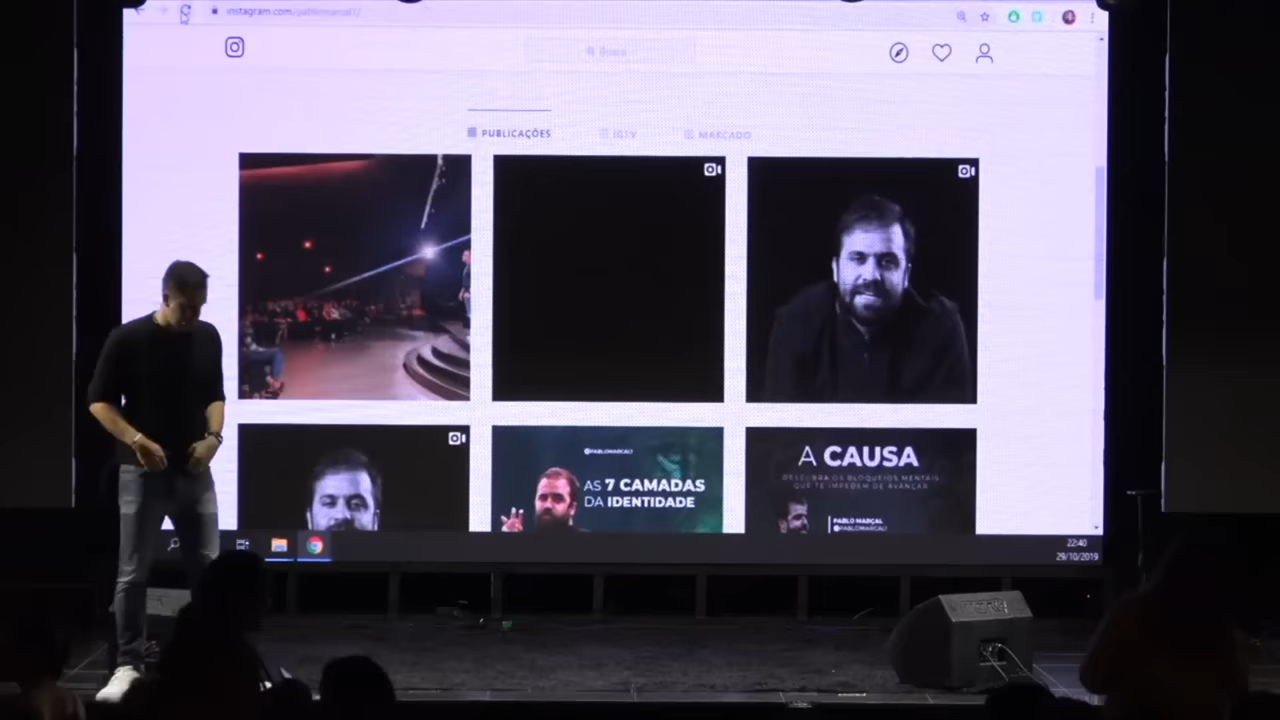 instagram.com/pablomarcal1/
Busca
PUBLICAÇÕES
IGTV
MARCADO
@PABLOMARCAL1
AS 7 CAMADAS
DA IDENTIDADE
A CAUSA
DESCUBRA OS BLOQUEIOS MENTAIS
QUE TE IMPEDEM DE AVANÇAR
PABLO MARÇAL
@PABLOMARCAL1
22:40
29/10/2019